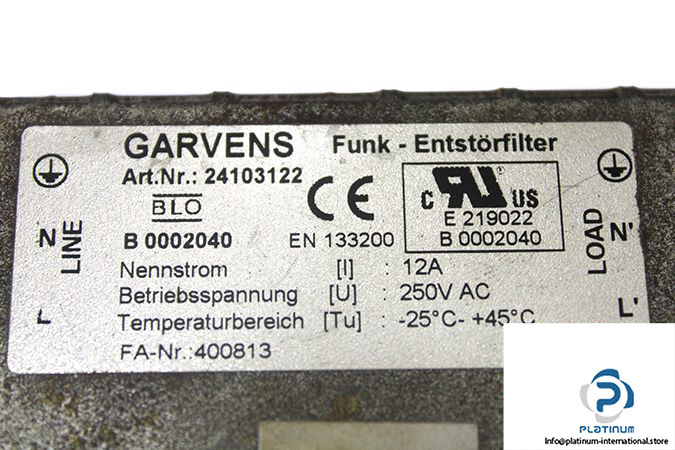 GARVENS Funk - Entstörfilter
Art.Nr.: 24103122
BLO
CE
C RU US
E 219022
B 0002040
B 0002040
EN 133200
N
LINE
L
LOAD
N'
L'
Nennstrom [I] : 12A
Betriebsspannung [U] : 250V AC
Temperaturbereich [Tu] : -25°C- +45°C
FA-Nr.:400813
P
PLATINUM
Info@platinum-international.store